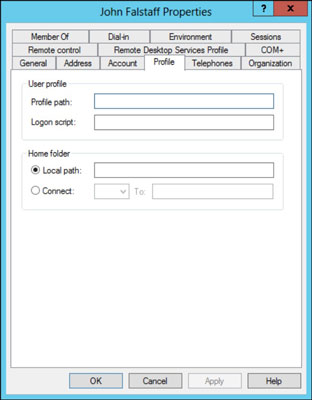 John Falstaff Properties
? x
Member Of Dial-in Environment Sessions
Remote control Remote Desktop Services Profile COM+
General Address Account Profile Telephones Organization
User profile
Profile path:
Logon script:
Home folder
Local path:
Connect: To:
OK Cancel Apply Help